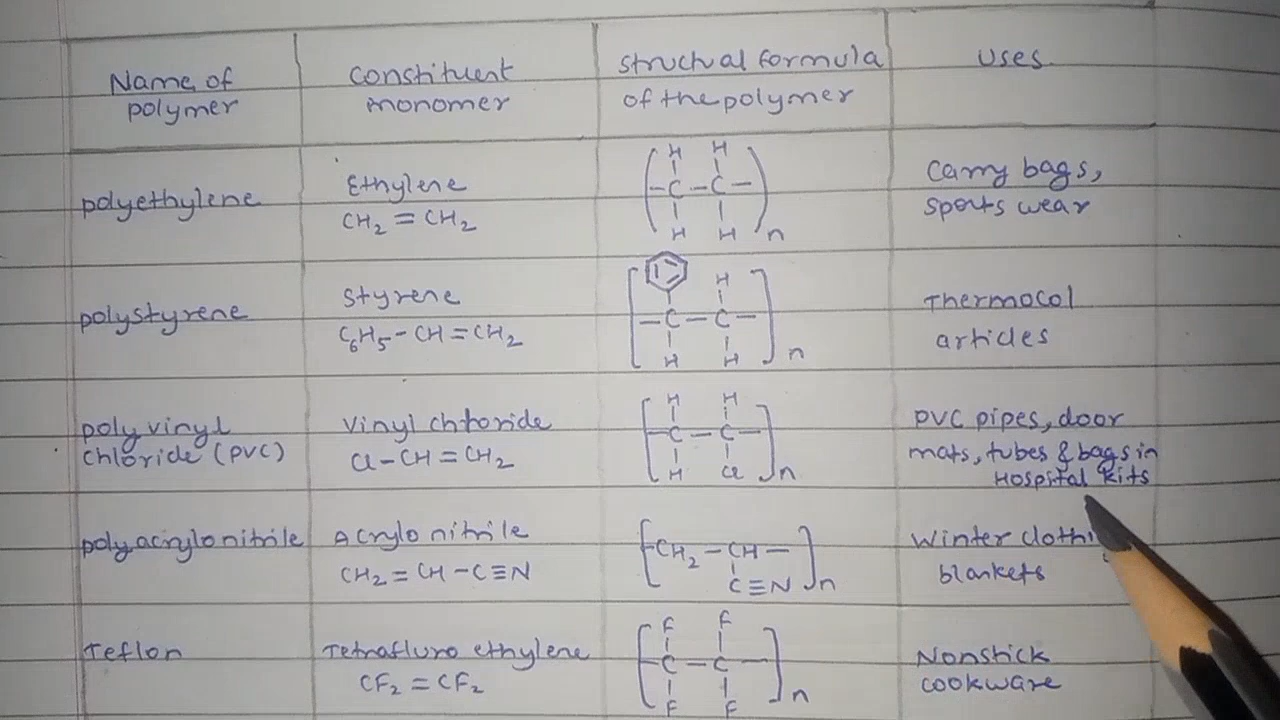 Name of
polymer
constituent
monomer
structual formula
of the polymer
uses
polyethylene
Ethylene
CH₂ = CH₂
H H
-C-C-
H H n
carry bags,
sports wear
polystyrene
Styrene
C₆H₅-CH=CH₂
H
-C-C-
H H n
Thermocol
articles
poly vinyl
chloride (PVC)
Vinyl chloride
Cl-CH=CH₂
H H
-C-C-
H Cl n
PVC pipes, door
mats, tubes & bags in
Hospital kits
polyacrylonitrile
Acrylo nitrile
CH₂=CH-C≡N
-CH₂-CH-
C≡N n
Winter
blankets
Teflon
Tetrafluro ethylene
CF₂=CF₂
F F
-C-C-
F F n
Nonstick
cookware